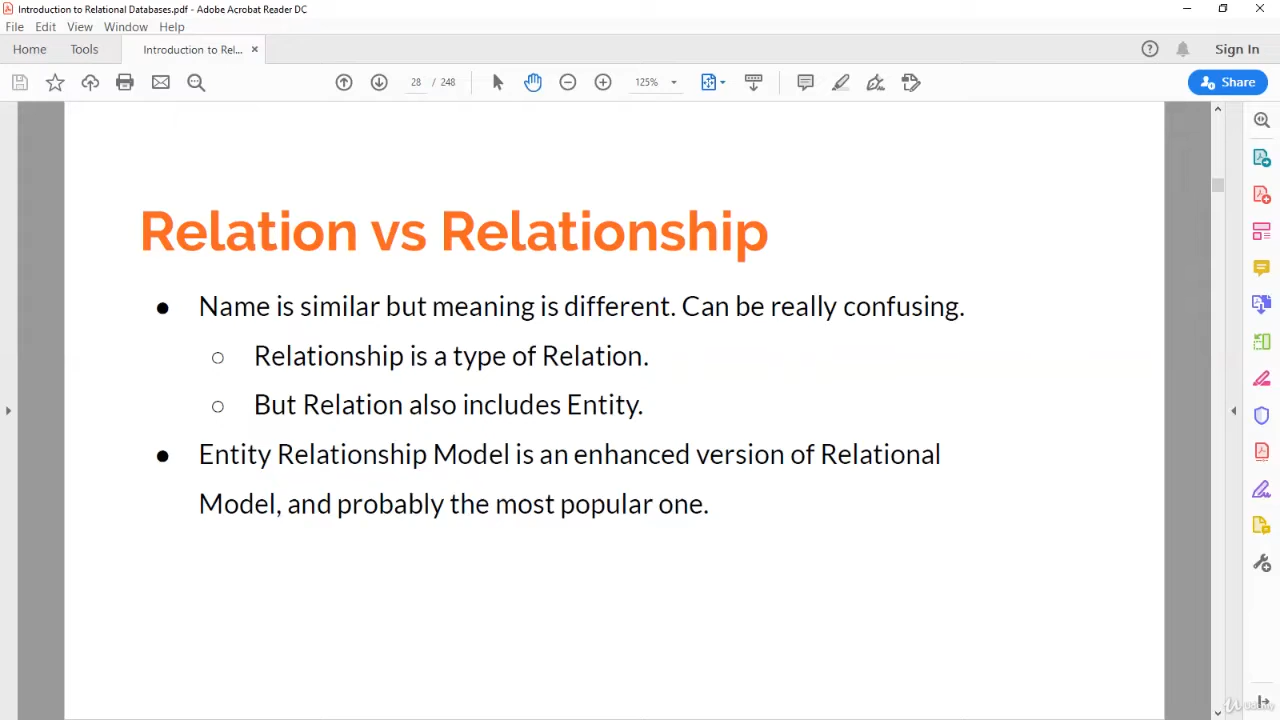 Introduction to Relational Databases.pdf - Adobe Acrobat Reader DC
File Edit View Window Help
Home Tools Introduction to Rel... × Sign In
28 / 248 125% Share
Relation vs Relationship
● Name is similar but meaning is different. Can be really confusing.
○ Relationship is a type of Relation.
○ But Relation also includes Entity.
● Entity Relationship Model is an enhanced version of Relational
Model, and probably the most popular one.